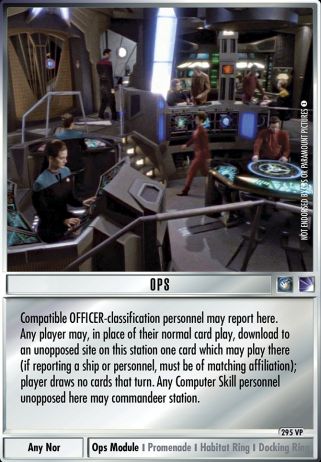 NOT ENDORSED BY CBS OR PARAMOUNT PICTURES
OPS
Compatible OFFICER-classification personnel may report here.
Any player may, in place of their normal card play, download to
an unopposed site on this station one card which may play there
(if reporting a ship or personnel, must be of matching affiliation);
player draws no cards that turn. Any Computer Skill personnel
unopposed here may commandeer station.
295 VP
Any Nor
Ops Module | Promenade | Habitat Ring | Docking Ring